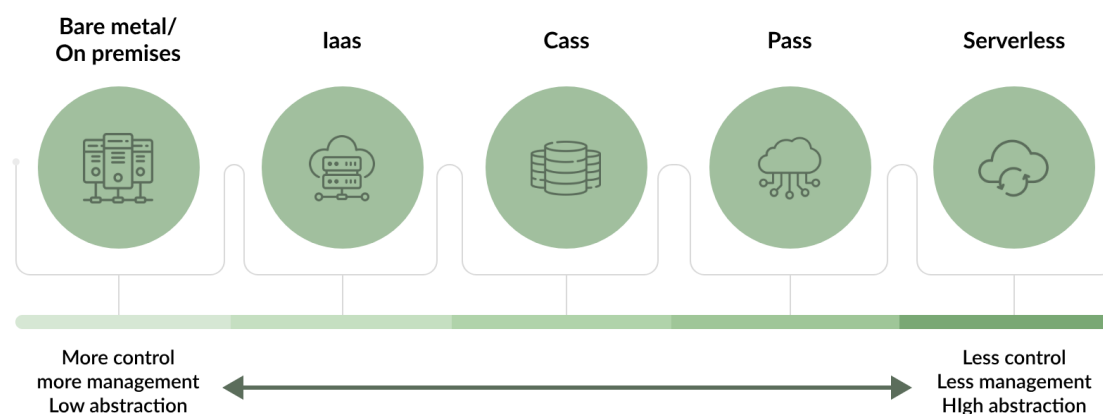 Bare metal/
On premises
Iaas
Cass
Pass
Serverless
More control
more management
Low abstraction
Less control
Less management
HIgh abstraction